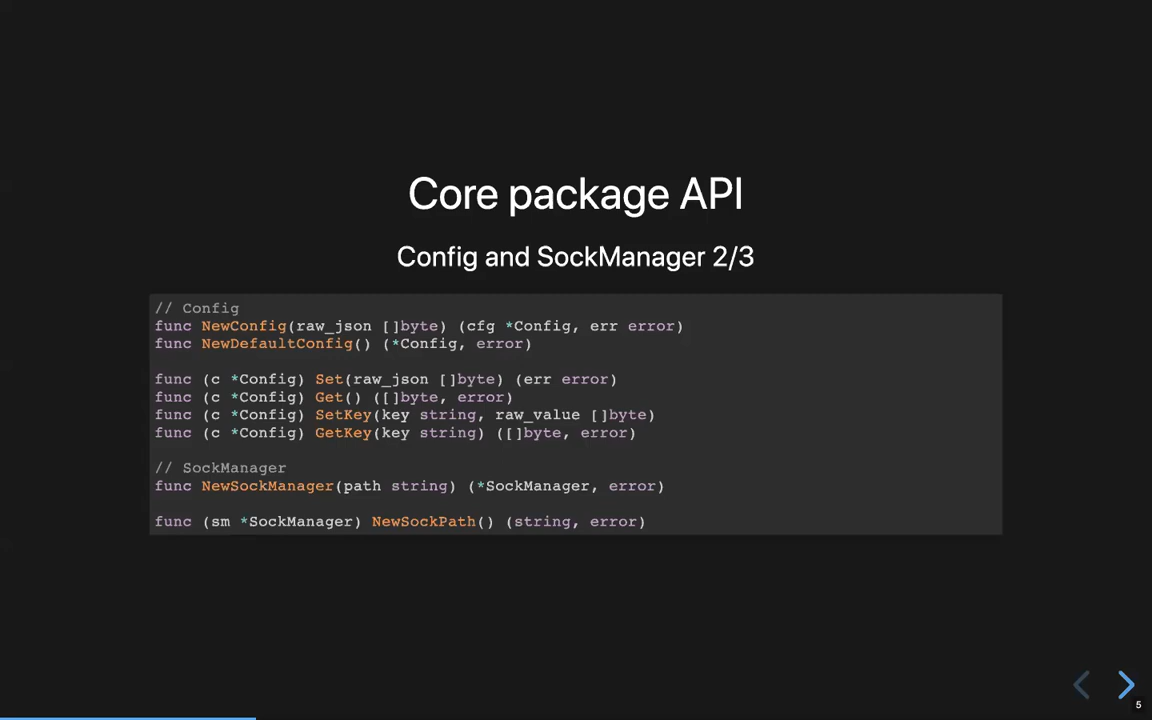 Core package API
Config and SockManager 2/3
// Config
func NewConfig(raw_json []byte) (cfg *Config, err error)
func NewDefaultConfig() (*Config, error)
func (c *Config) Set(raw_json []byte) (err error)
func (c *Config) Get() ([]byte, error)
func (c *Config) SetKey(key string, raw_value []byte)
func (c *Config) GetKey(key string) ([]byte, error)
// SockManager
func NewSockManager(path string) (*SockManager, error)
func (sm *SockManager) NewSockPath() (string, error)
5